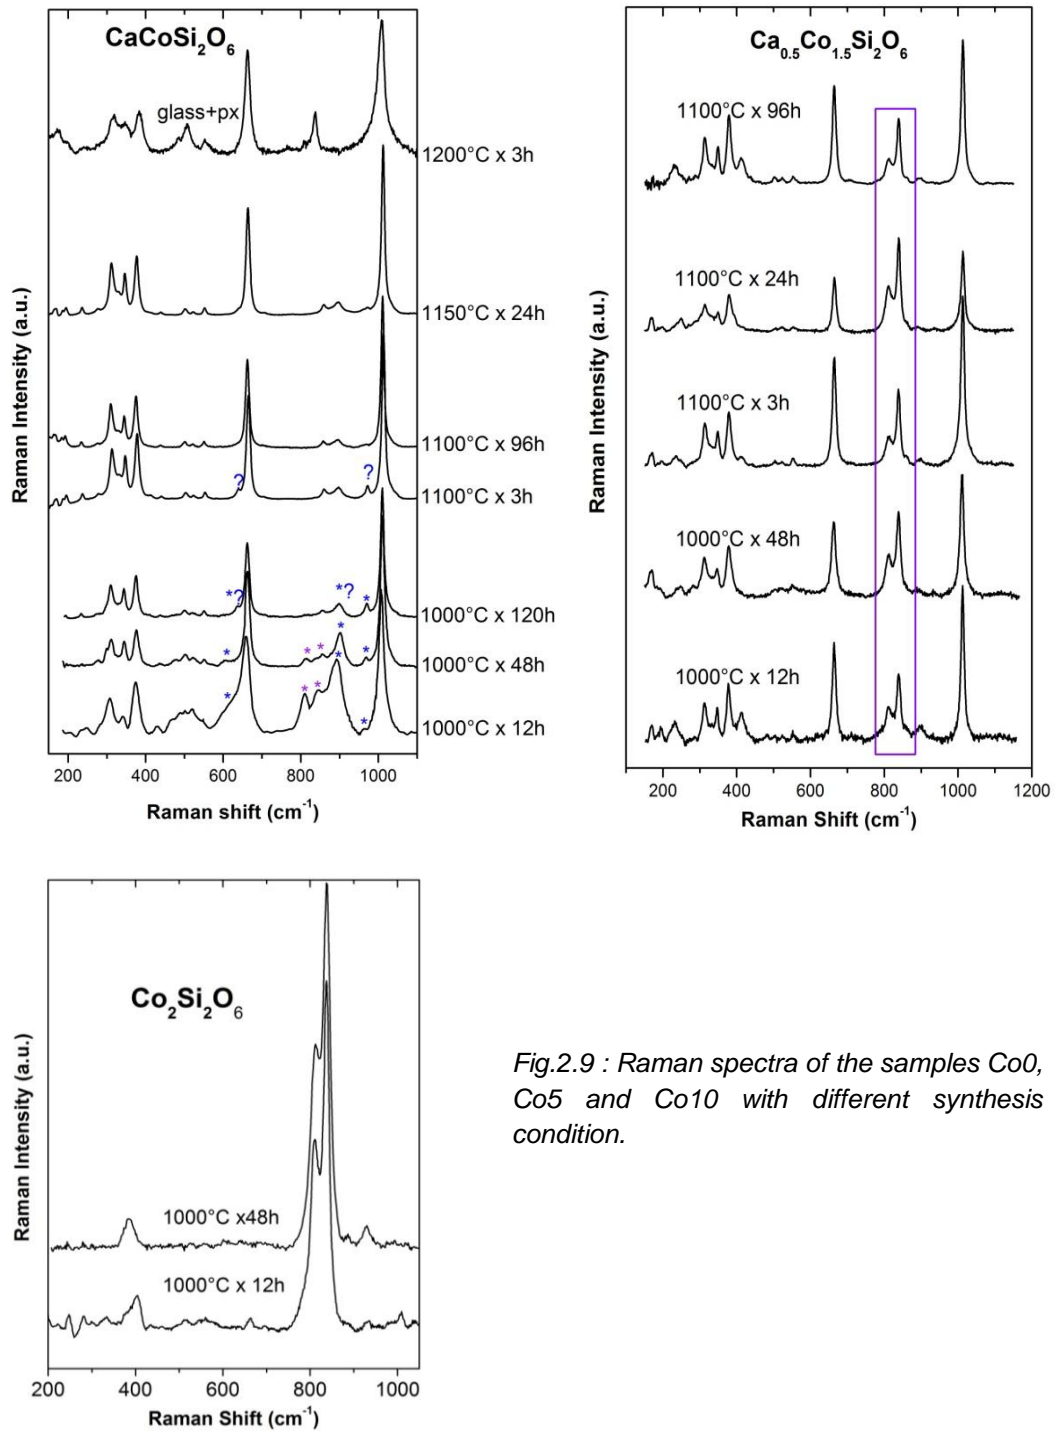 CaCoSi2O6
glass+px
1200°C x 3h
1150°C x 24h
1100°C x 96h
? ?
1100°C x 3h
*? *? *
1000°C x 120h
* * * * *
1000°C x 48h
* * * * *
1000°C x 12h
Raman Intensity (a.u.)
200 400 600 800 1000
Raman shift (cm-1)
Ca0.5Co1.5Si2O6
1100°C x 96h
1100°C x 24h
1100°C x 3h
1000°C x 48h
1000°C x 12h
Raman Intensity (a.u.)
200 400 600 800 1000 1200
Raman Shift (cm-1)
Co2Si2O6
1000°C x48h
1000°C x 12h
Raman Intensity (a.u.)
200 400 600 800 1000
Raman Shift (cm-1)
Fig.2.9 : Raman spectra of the samples Co0,
Co5 and Co10 with different synthesis
condition.